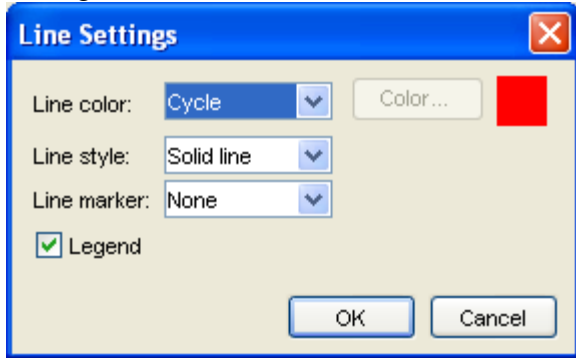 Line Settings
Line color: Cycle Color...
Line style: Solid line
Line marker: None
Legend
OK Cancel